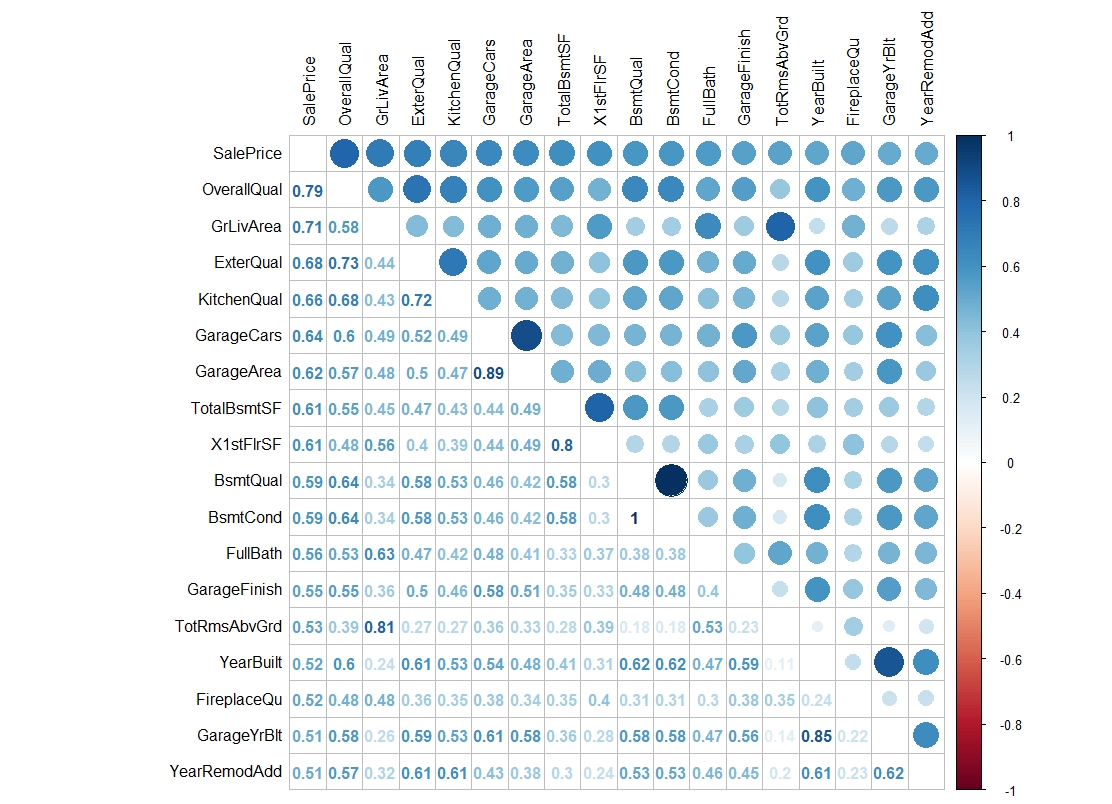 SalePrice OverallQual GrLivArea ExterQual KitchenQual GarageCars GarageArea TotalBsmtSF X1stFlrSF BsmtQual BsmtCond FullBath GarageFinish TotRmsAbvGrd YearBuilt FireplaceQu GarageYrBlt YearRemodAdd
SalePrice
OverallQual 0.79
GrLivArea 0.71 0.58
ExterQual 0.68 0.73 0.44
KitchenQual 0.66 0.68 0.43 0.72
GarageCars 0.64 0.6 0.49 0.52 0.49
GarageArea 0.62 0.57 0.48 0.5 0.47 0.89
TotalBsmtSF 0.61 0.55 0.45 0.47 0.43 0.44 0.49
X1stFlrSF 0.61 0.48 0.56 0.4 0.39 0.44 0.49 0.8
BsmtQual 0.59 0.64 0.34 0.58 0.53 0.46 0.42 0.58 0.3
BsmtCond 0.59 0.64 0.34 0.58 0.53 0.46 0.42 0.58 0.3 1
FullBath 0.56 0.53 0.63 0.47 0.42 0.48 0.41 0.33 0.37 0.38 0.38
GarageFinish 0.55 0.55 0.36 0.5 0.46 0.58 0.51 0.35 0.33 0.48 0.48 0.4
TotRmsAbvGrd 0.53 0.39 0.81 0.27 0.27 0.36 0.33 0.28 0.39 0.18 0.18 0.53 0.23
YearBuilt 0.52 0.6 0.24 0.61 0.53 0.54 0.48 0.41 0.31 0.62 0.62 0.47 0.59 0.11
FireplaceQu 0.52 0.48 0.48 0.36 0.35 0.38 0.34 0.35 0.4 0.31 0.31 0.3 0.38 0.35 0.24
GarageYrBlt 0.51 0.58 0.26 0.59 0.53 0.61 0.58 0.36 0.28 0.58 0.58 0.47 0.56 0.14 0.85 0.22
YearRemodAdd 0.51 0.57 0.32 0.61 0.61 0.43 0.38 0.3 0.24 0.53 0.53 0.46 0.45 0.2 0.61 0.23 0.62
1
0.8
0.6
0.4
0.2
0
-0.2
-0.4
-0.6
-0.8
-1